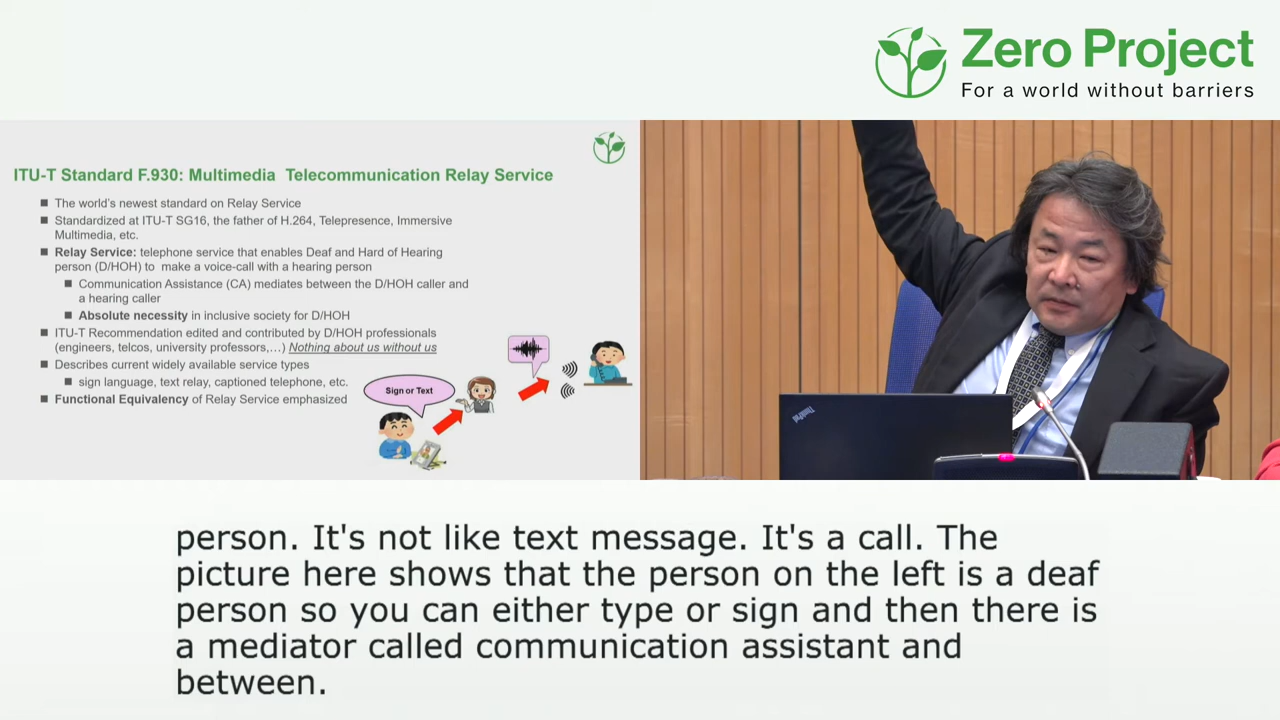 Zero Project
For a world without barriers
ITU-T Standard F.930: Multimedia Telecommunication Relay Service
■ The world's newest standard on Relay Service
■ Standardized at ITU-T SG16, the father of H.264, Telepresence, Immersive
Multimedia, etc.
■ Relay Service: telephone service that enables Deaf and Hard of Hearing
person (D/HOH) to make a voice-call with a hearing person
■ Communication Assistance (CA) mediates between the D/HOH caller and
a hearing caller
■ Absolute necessity in inclusive society for D/HOH
■ ITU-T Recommendation edited and contributed by D/HOH professionals
(engineers, telcos, university professors,...) Nothing about us without us
■ Describes current widely available service types
■ sign language, text relay, captioned telephone, etc.
■ Functional Equivalency of Relay Service emphasized
Sign or Text
ThinkPad
person. It's not like text message. It's a call. The
picture here shows that the person on the left is a deaf
person so you can either type or sign and then there is
a mediator called communication assistant and
between.